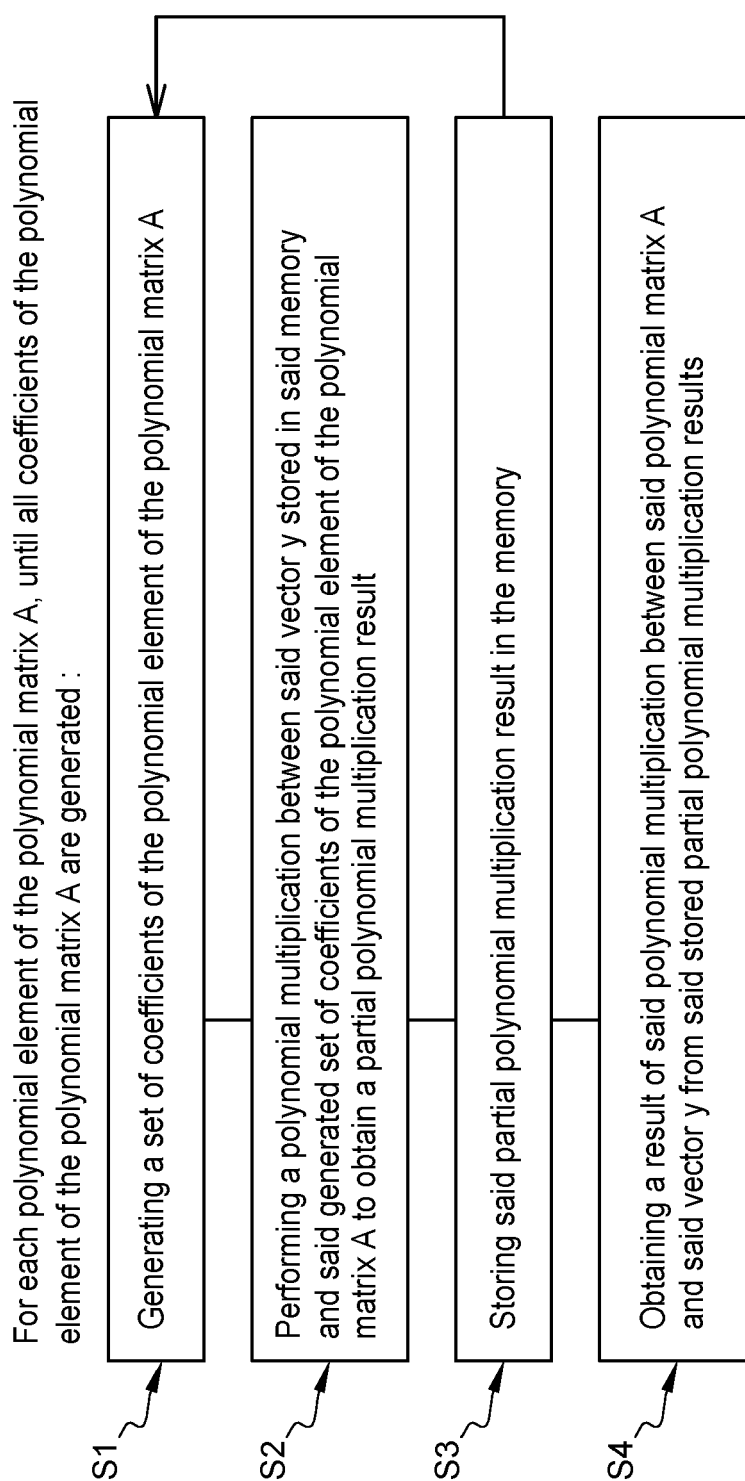 For each polynomial element of the polynomial matrix A, until all coefficients of the polynomial
element of the polynomial matrix A are generated :
S1
Generating a set of coefficients of the polynomial element of the polynomial matrix A
S2
Performing a polynomial multiplication between said vector y stored in said memory
and said generated set of coefficients of the polynomial element of the polynomial
matrix A to obtain a partial polynomial multiplication result
S3
Storing said partial polynomial multiplication result in the memory
S4
Obtaining a result of said polynomial multiplication between said polynomial matrix A
and said vector y from said stored partial polynomial multiplication results